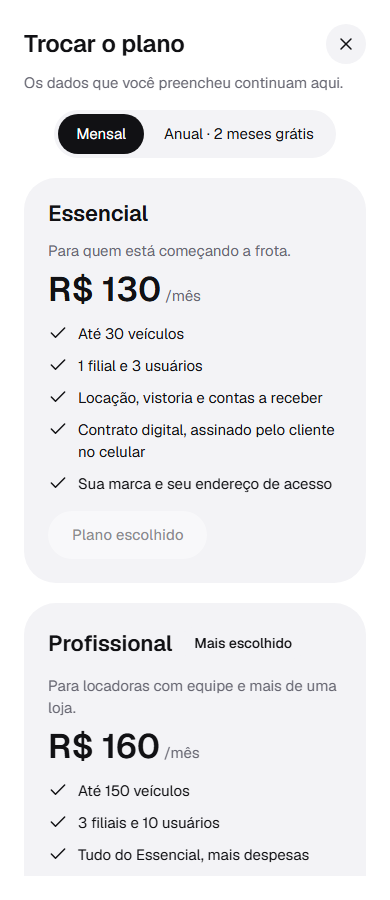 Trocar o plano
Os dados que você preencheu continuam aqui.
Mensal
Anual · 2 meses grátis
Essencial
Para quem está começando a frota.
R$ 130 /mês
Até 30 veículos
1 filial e 3 usuários
Locação, vistoria e contas a receber
Contrato digital, assinado pelo cliente
no celular
Sua marca e seu endereço de acesso
Plano escolhido
Profissional
Mais escolhido
Para locadoras com equipe e mais de uma
loja.
R$ 160 /mês
Até 150 veículos
3 filiais e 10 usuários
Tudo do Essencial, mais despesas